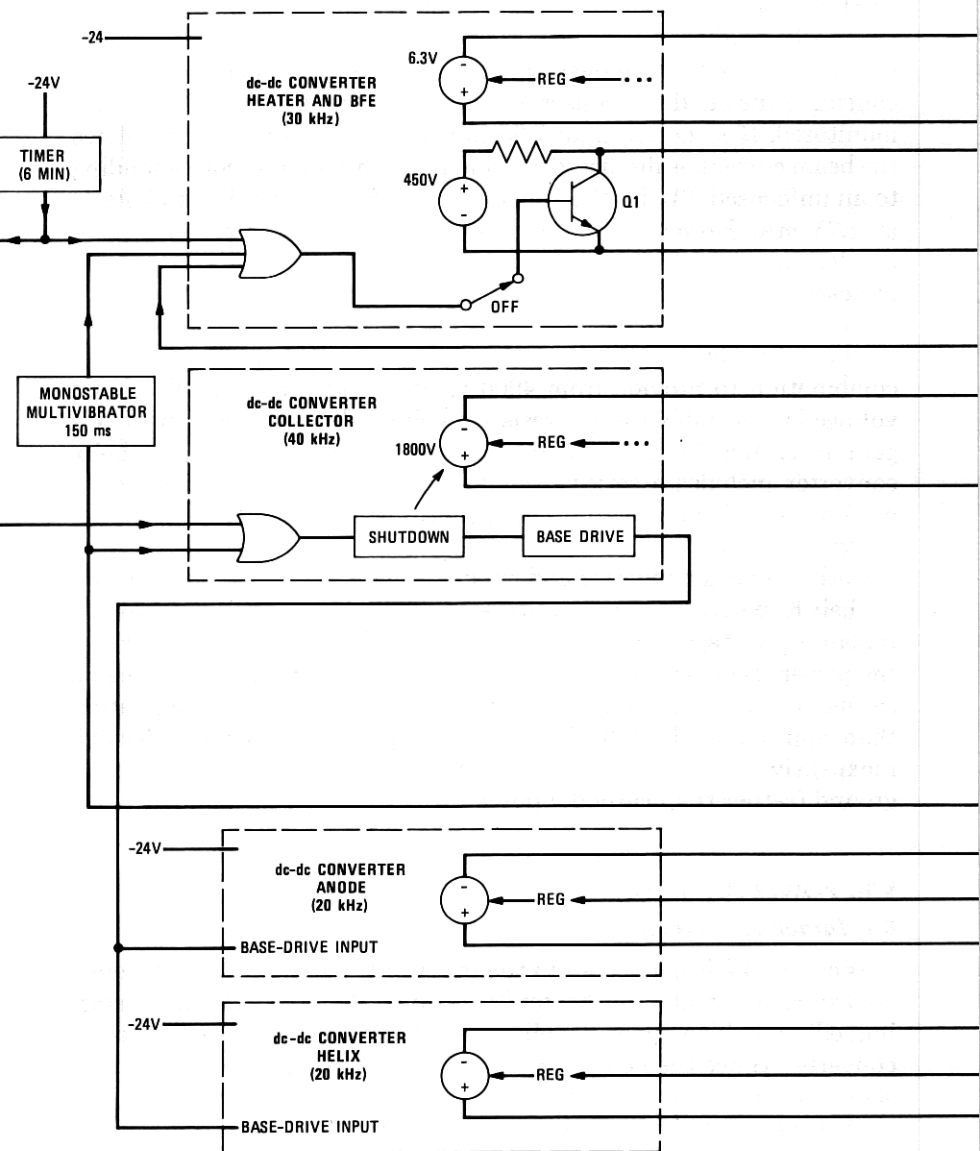 -24
-24V
TIMER
(6 MIN)
dc-dc CONVERTER
HEATER AND BFE
(30 kHz)
6.3V
-
+
REG
450V
+
-
Q1
OFF
MONOSTABLE
MULTIVIBRATOR
150 ms
dc-dc CONVERTER
COLLECTOR
(40 kHz)
1800V
-
+
REG
SHUTDOWN
BASE DRIVE
-24V
dc-dc CONVERTER
ANODE
(20 kHz)
-
+
REG
BASE-DRIVE INPUT
-24V
dc-dc CONVERTER
HELIX
(20 kHz)
-
+
REG
BASE-DRIVE INPUT